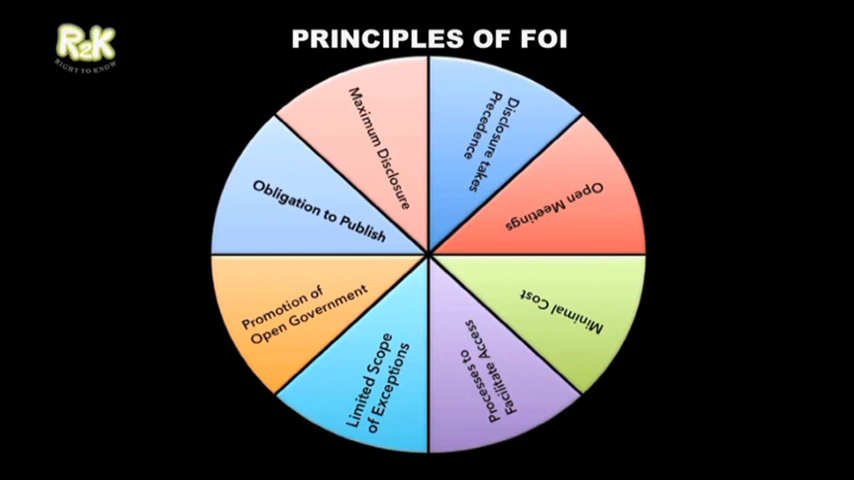 R2K
RIGHT TO KNOW
PRINCIPLES OF FOI
Maximum Disclosure
Disclosure takes
Precedence
Open Meetings
Minimal Cost
Processes to
Facilitate Access
Limited Scope
of Exceptions
Promotion of
Open Government
Obligation to Publish